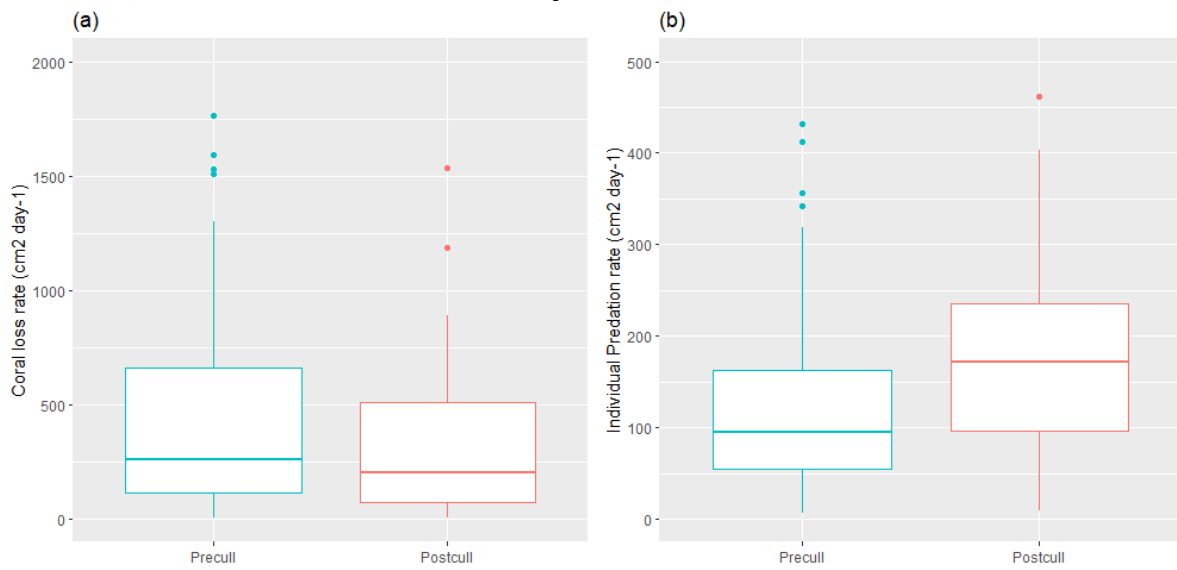 (a)
Coral loss rate (cm2 day-1)
2000
1500
1000
500
0
Precull
Postcull
(b)
Individual Predation rate (cm2 day-1)
500
400
300
200
100
0
Precull
Postcull